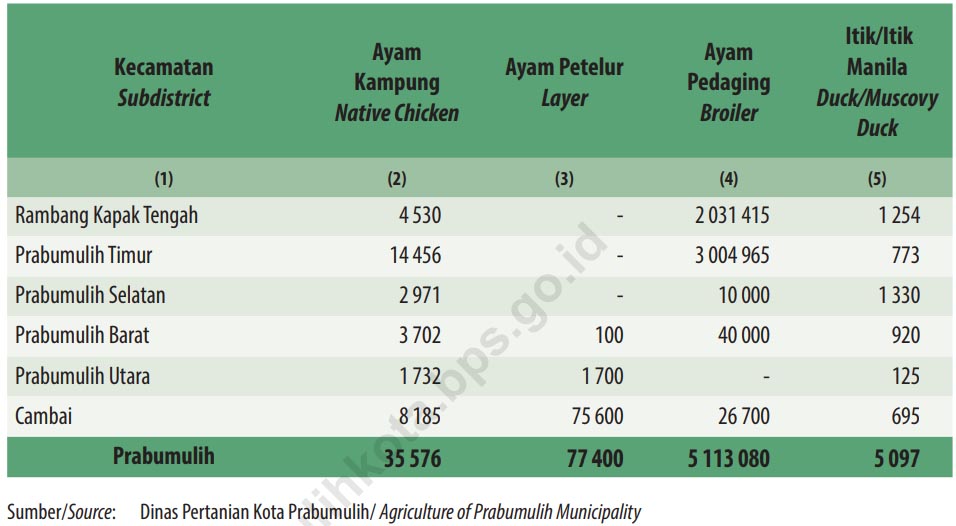 Kecamatan Subdistrict | Ayam Kampung Native Chicken | Ayam Petelur Layer | Ayam Pedaging Broiler | Itik/Itik Manila Duck/Muscovy Duck
(1) (2) (3) (4) (5)
Rambang Kapak Tengah 4 530 - 2 031 415 1 254
Prabumulih Timur 14 456 - 3 004 965 773
Prabumulih Selatan 2 971 - 10 000 1 330
Prabumulih Barat 3 702 100 40 000 920
Prabumulih Utara 1 732 1 700 - 125
Cambai 8 185 75 600 26 700 695
Prabumulih 35 576 77 400 5 113 080 5 097
Sumber/Source: Dinas Pertanian Kota Prabumulih/ Agriculture of Prabumulih Municipality
lihkota.bps.go.id